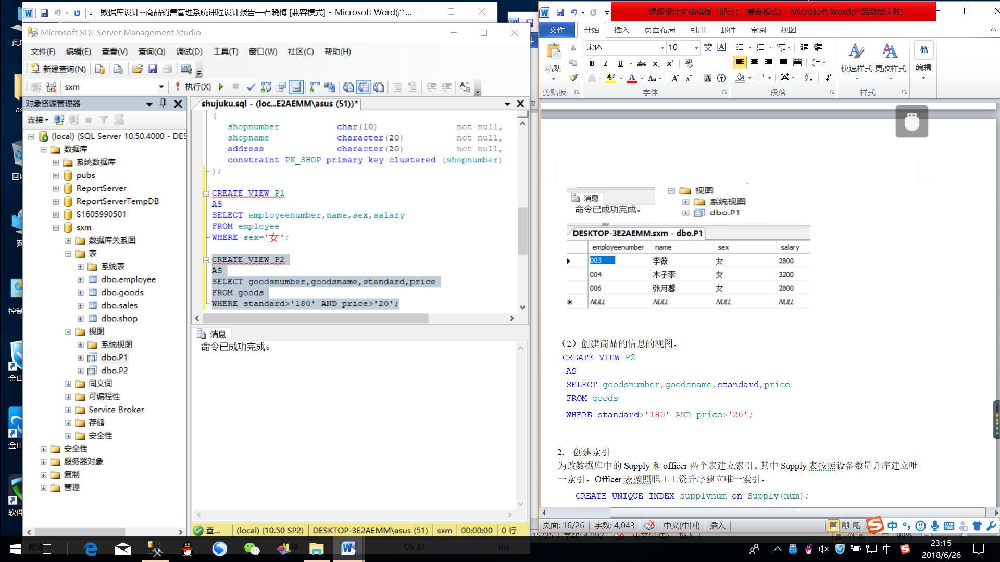 数据库设计--商品销售管理系统课程设计报告—石晓梅 [兼容模式] - Microsoft Word(产...
Microsoft SQL Server Management Studio
文件(F) 编辑(E) 查看(V) 查询(Q) 调试(D) 工具(T) 窗口(W) 社区(C) 帮助(H)
新建查询(N)
sxm 执行(X)
对象资源管理器
连接
(local) (SQL Server 10.50.4000 - DES
数据库
系统数据库
pubs
ReportServer
ReportServerTempDB
S1605990501
sxm
数据库关系图
表
系统表
dbo.employee
dbo.goods
dbo.sales
dbo.shop
视图
系统视图
dbo.P1
dbo.P2
同义词
可编程性
Service Broker
存储
安全性
安全性
服务器对象
复制
管理
shujuku.sql - (loc...E2AEMM\asus (51))*
(
shopnumber char(10) not null,
shopname character(20) not null,
address character(20) not null,
constraint PK_SHOP primary key clustered (shopnumber)
);
CREATE VIEW P1
AS
SELECT employeenumber,name,sex,salary
FROM employee
WHERE sex='女';
CREATE VIEW P2
AS
SELECT goodsnumber,goodsname,standard,price
FROM goods
WHERE standard>'180' AND price>'20';
消息
命令已成功完成。
查... (local) (10.50 SP2) DESKTOP-3E2AEMM\asus (51) sxm 00:00:00 0 行
Ch 37 Ins
课程设计文档模板（部分） [兼容模式] - Microsoft Word(产品激活失败)
文件 开始 插入 页面布局 引用 邮件 审阅 视图
宋体 10
粘贴 快速样式 更改样式 编辑
剪贴板 字体 段落 样式
消息
命令已成功完成。
视图
系统视图
dbo.P1
DESKTOP-3E2AEMM.sxm - dbo.P1
employeenumber name sex salary
003 李薇 女 2800
004 木子李 女 3200
006 张月馨 女 2800
NULL NULL NULL NULL
（2）创建商品的信息的视图。
CREATE VIEW P2
AS
SELECT goodsnumber,goodsname,standard,price
FROM goods
WHERE standard>'180' AND price>'20';
2. 创建索引
为改数据库中的 Supply 和 officer 两个表建立索引。其中 Supply 表按照设备数量升序建立唯
一索引。Officer 表按照职工工资升序建立唯一索引。
CREATE UNIQUE INDEX supplynum on Supply(num);
页面: 16/26 字数: 4,043 中文(中国) 插入
中
23:15
2018/6/26